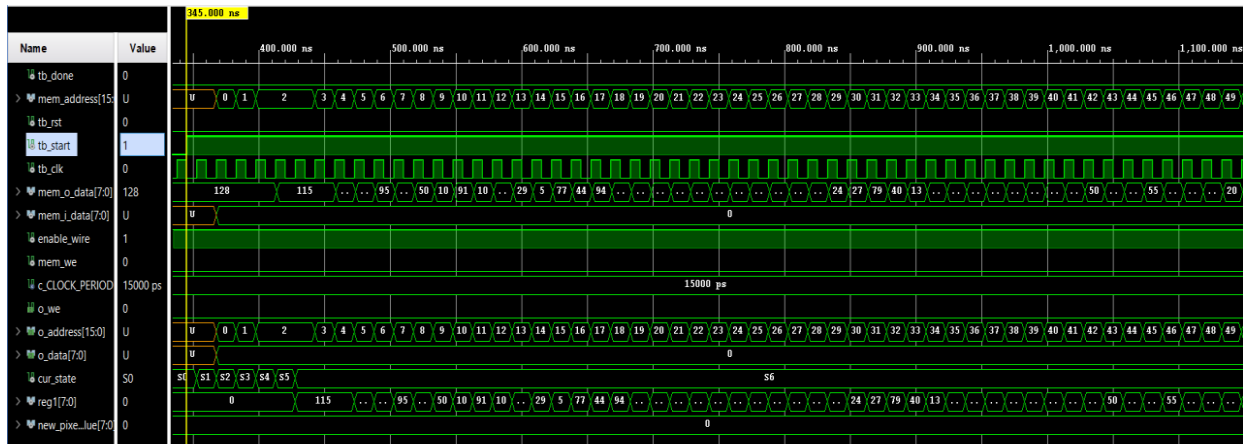 345.000 ns
Name Value
400.000 ns 500.000 ns 600.000 ns 700.000 ns 800.000 ns 900.000 ns 1,000.000 ns 1,100.000 ns
tb_done 0
mem_address[15: U U 0 1 2 3 4 5 6 7 8 9 10 11 12 13 14 15 16 17 18 19 20 21 22 23 24 25 26 27 28 29 30 31 32 33 34 35 36 37 38 39 40 41 42 43 44 45 46 47 48 49
tb_rst 0
tb_start 1
tb_clk 0
mem_o_data[7:0] 128 128 115 .. .. 95 .. 50 10 91 10 .. 29 5 77 44 94 .. .. .. .. .. .. .. .. .. .. 24 27 79 40 13 .. .. .. .. .. .. .. 50 .. .. 55 .. .. .. 20
mem_i_data[7:0] U U 0
enable_wire 1
mem_we 0
c_CLOCK_PERIOD 15000 ps 15000 ps
o_we 0
o_address[15:0] U U 0 1 2 3 4 5 6 7 8 9 10 11 12 13 14 15 16 17 18 19 20 21 22 23 24 25 26 27 28 29 30 31 32 33 34 35 36 37 38 39 40 41 42 43 44 45 46 47 48 49
o_data[7:0] U U 0
cur_state S0 S0 S1 S2 S3 S4 S5 S6
reg1[7:0] 0 0 115 .. .. 95 .. 50 10 91 10 .. 29 5 77 44 94 .. .. .. .. .. .. .. .. .. .. 24 27 79 40 13 .. .. .. .. .. .. .. 50 .. .. 55 .. .. ..
new_pixe...lue[7:0 0 0